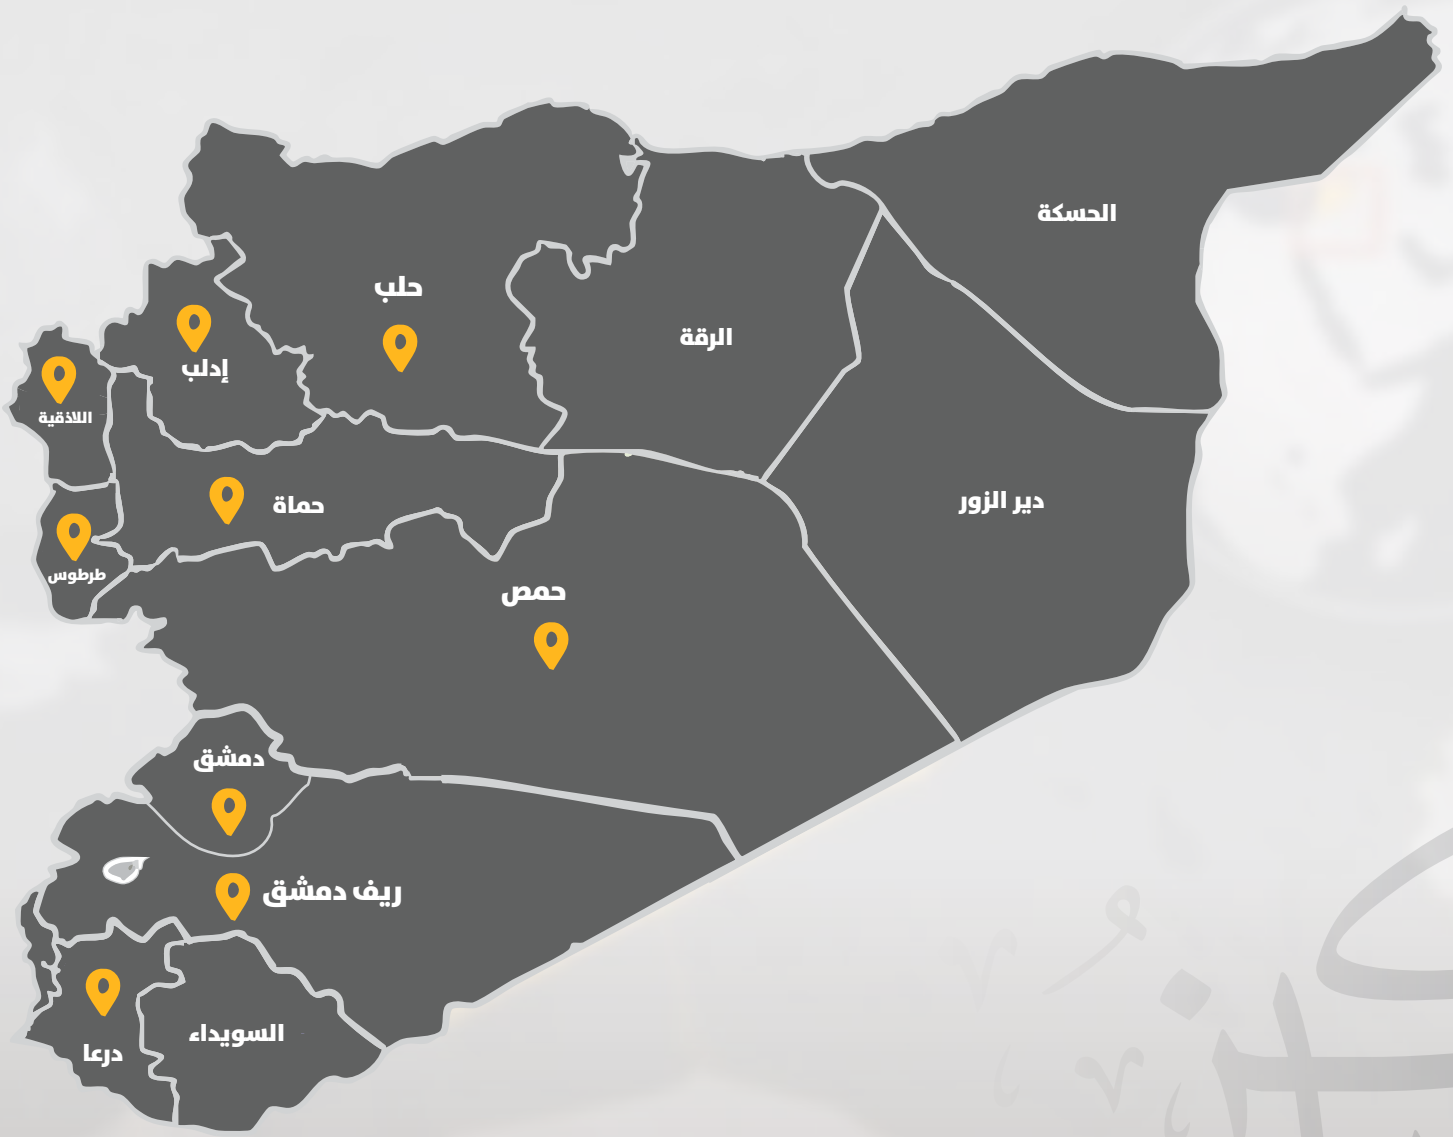 الحسكة
حلب
الرقة
إدلب
اللاذقية
دير الزور
حماة
طرطوس
حمص
دمشق
ريف دمشق
السويداء
درعا